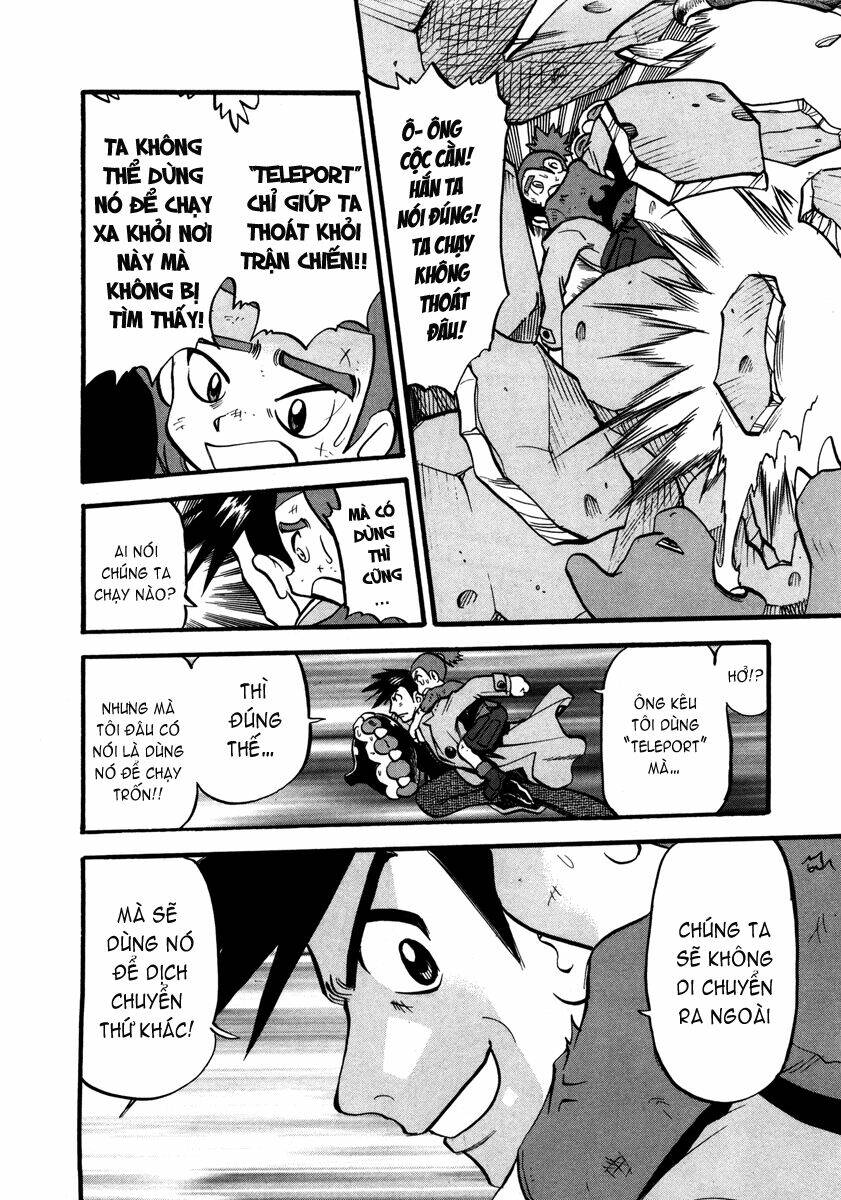 Ô- ÔNG
CỘC CẰN!
HẮN TA
NÓI ĐÚNG!
TA CHẠY
KHÔNG
THOÁT
ĐÂU!
"TELEPORT"
CHỈ GIÚP TA
THOÁT KHỎI
TRẬN CHIẾN!!
TA KHÔNG
THỂ DÙNG
NÓ ĐỂ CHẠY
XA KHỎI NƠI
NÀY MÀ
KHÔNG BỊ
TÌM THẤY!
MÀ CÓ
DÙNG
THÌ
CŨNG
...
AI NÓI
CHÚNG TA
CHẠY NÀO?
HỞ!?
ÔNG KÊU
TÔI DÙNG
"TELEPORT"
MÀ...
THÌ
ĐÚNG
THẾ...
NHƯNG MÀ
TÔI ĐÂU CÓ
NÓI LÀ DÙNG
NÓ ĐỂ CHẠY
TRỐN!!
CHÚNG TA
SẼ KHÔNG
DI CHUYỂN
RA NGOÀI
MÀ SẼ
DÙNG NÓ
ĐỂ DỊCH
CHUYỂN
THỨ KHÁC!